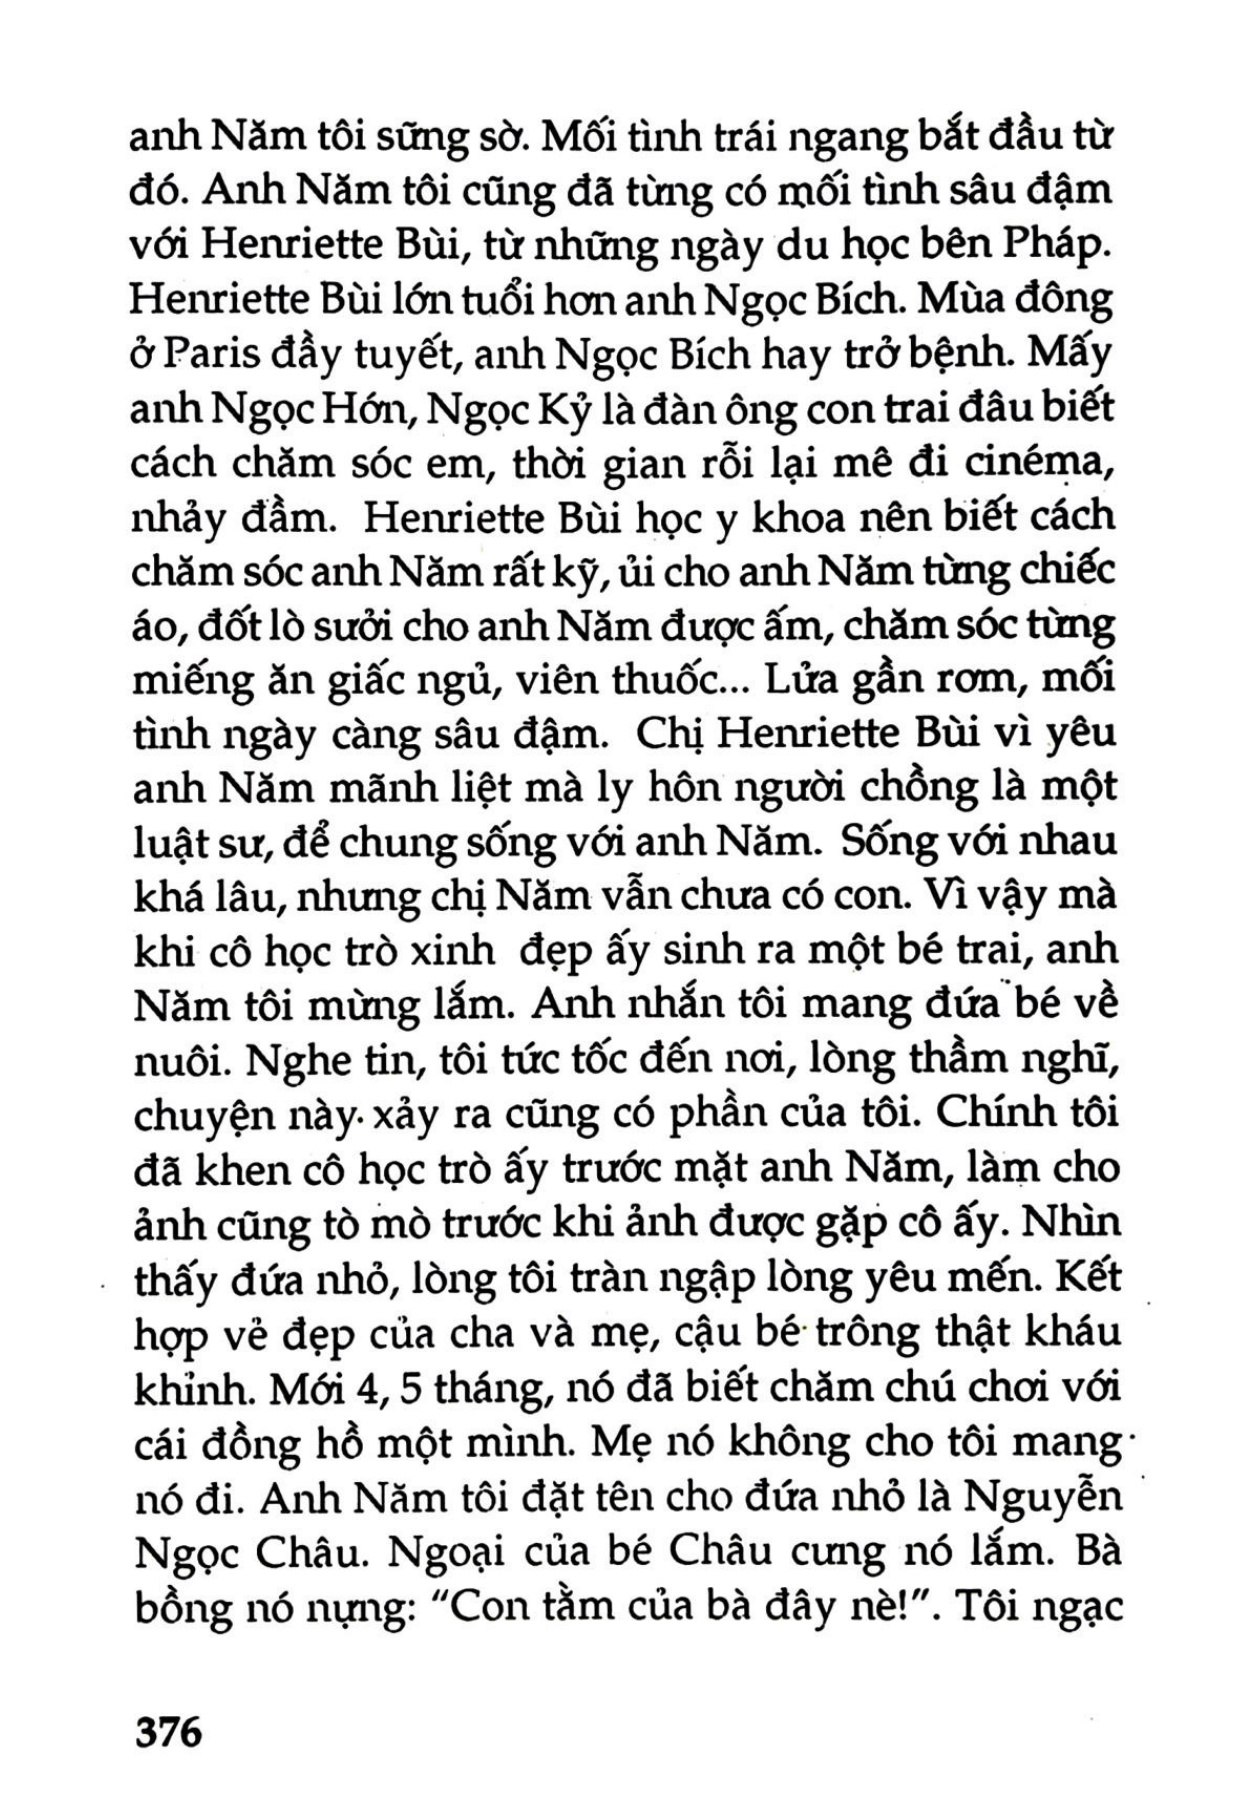 anh Năm tôi sững sờ. Mối tình trái ngang bắt đầu từ
đó. Anh Năm tôi cũng đã từng có mối tình sâu đậm
với Henriette Bùi, từ những ngày du học bên Pháp.
Henriette Bùi lớn tuổi hơn anh Ngọc Bích. Mùa đông
ở Paris đầy tuyết, anh Ngọc Bích hay trở bệnh. Mấy
anh Ngọc Hớn, Ngọc Kỷ là đàn ông con trai đâu biết
cách chăm sóc em, thời gian rỗi lại mê đi cinéma,
nhảy đầm. Henriette Bùi học y khoa nên biết cách
chăm sóc anh Năm rất kỹ, ủi cho anh Năm từng chiếc
áo, đốt lò sưởi cho anh Năm được ấm, chăm sóc từng
miếng ăn giấc ngủ, viên thuốc... Lửa gần rơm, mối
tình ngày càng sâu đậm. Chị Henriette Bùi vì yêu
anh Năm mãnh liệt mà ly hôn người chồng là một
luật sư, để chung sống với anh Năm. Sống với nhau
khá lâu, nhưng chị Năm vẫn chưa có con. Vì vậy mà
khi cô học trò xinh đẹp ấy sinh ra một bé trai, anh
Năm tôi mừng lắm. Anh nhắn tôi mang đứa bé về
nuôi. Nghe tin, tôi tức tốc đến nơi, lòng thầm nghĩ,
chuyện này xảy ra cũng có phần của tôi. Chính tôi
đã khen cô học trò ấy trước mặt anh Năm, làm cho
ảnh cũng tò mò trước khi ảnh được gặp cô ấy. Nhìn
thấy đứa nhỏ, lòng tôi tràn ngập lòng yêu mến. Kết
hợp vẻ đẹp của cha và mẹ, cậu bé trông thật kháu
khỉnh. Mới 4, 5 tháng, nó đã biết chăm chú chơi với
cái đồng hồ một mình. Mẹ nó không cho tôi mang
nó đi. Anh Năm tôi đặt tên cho đứa nhỏ là Nguyễn
Ngọc Châu. Ngoại của bé Châu cưng nó lắm. Bà
bồng nó nựng: "Con tằm của bà đây nè!". Tôi ngạc
376